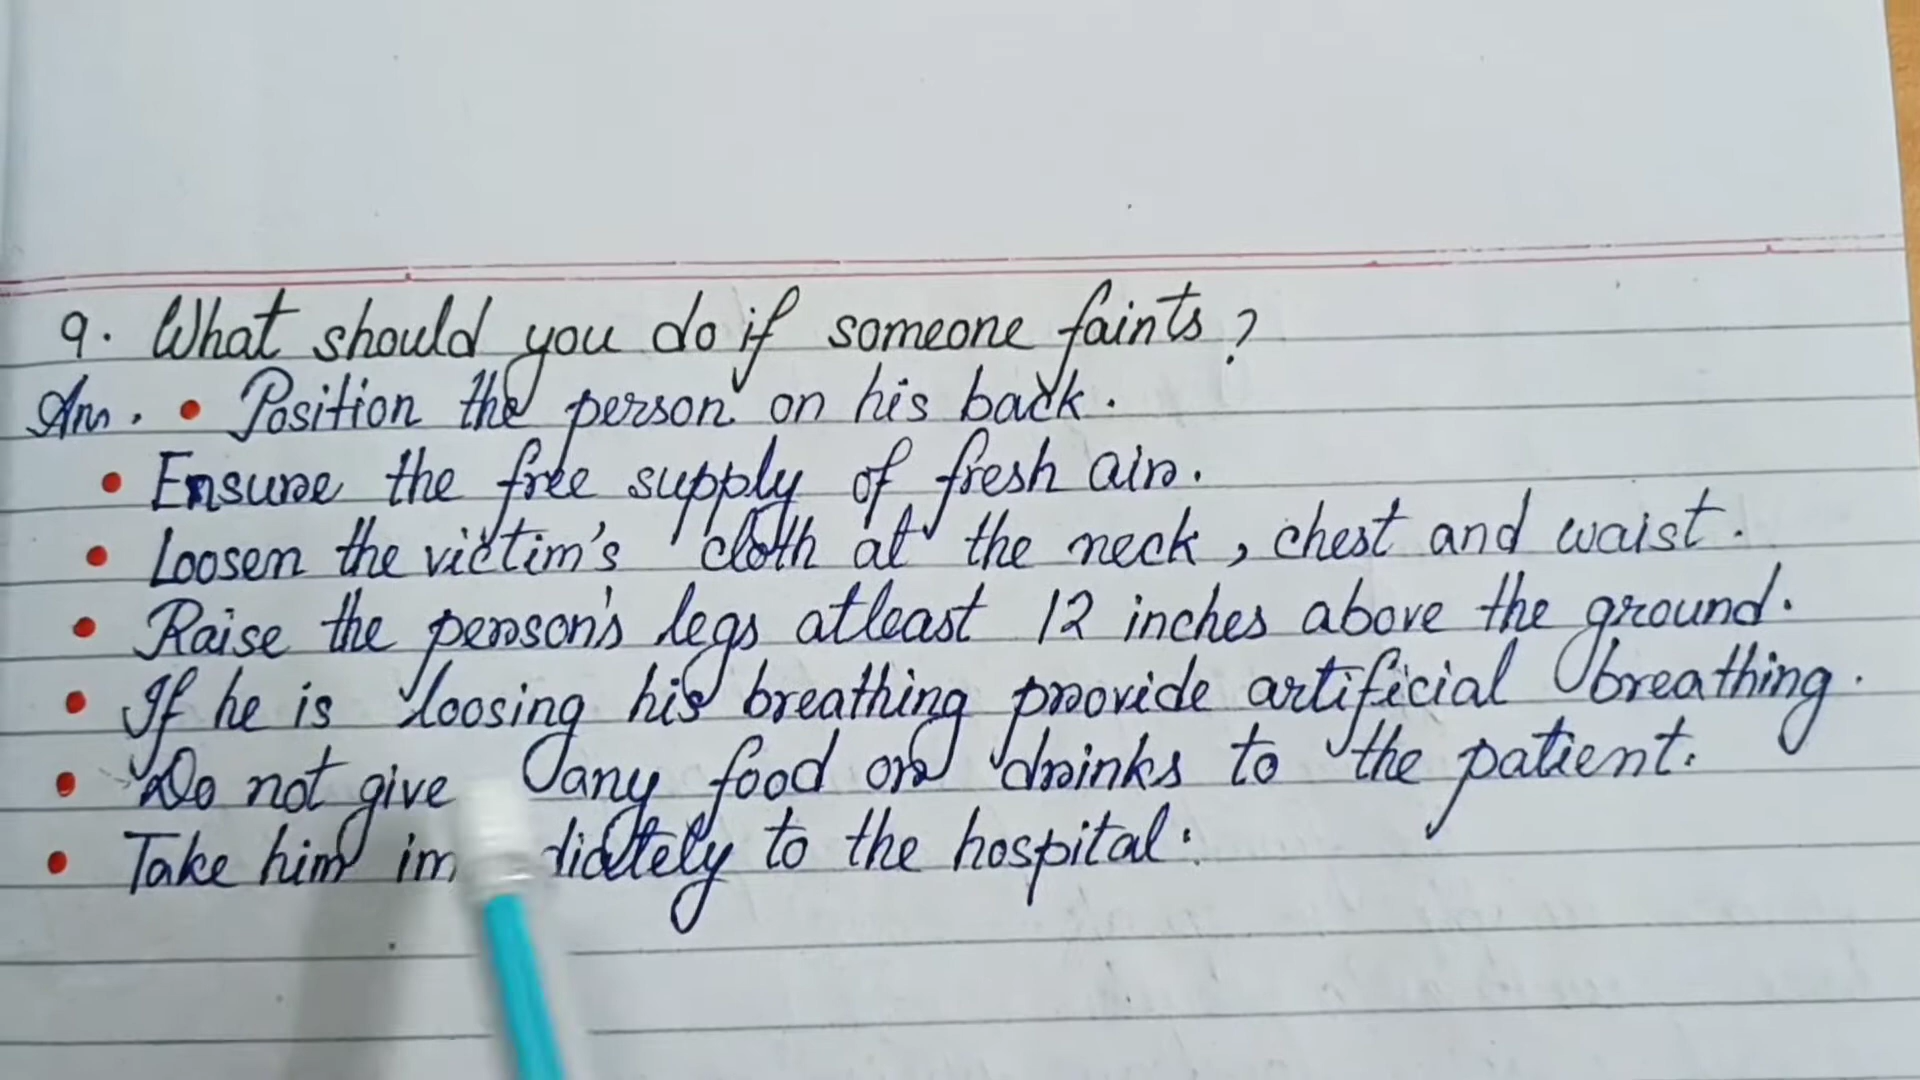 9. What should you do if someone faints?
Ans. • Position the person on his back.
• Ensure the free supply of fresh air.
• Loosen the victim's cloth at the neck, chest and waist.
• Raise the person's legs atleast 12 inches above the ground.
• If he is loosing his breathing provide artificial breathing.
• Do not give any food or drinks to the patient.
• Take him to the hospital.